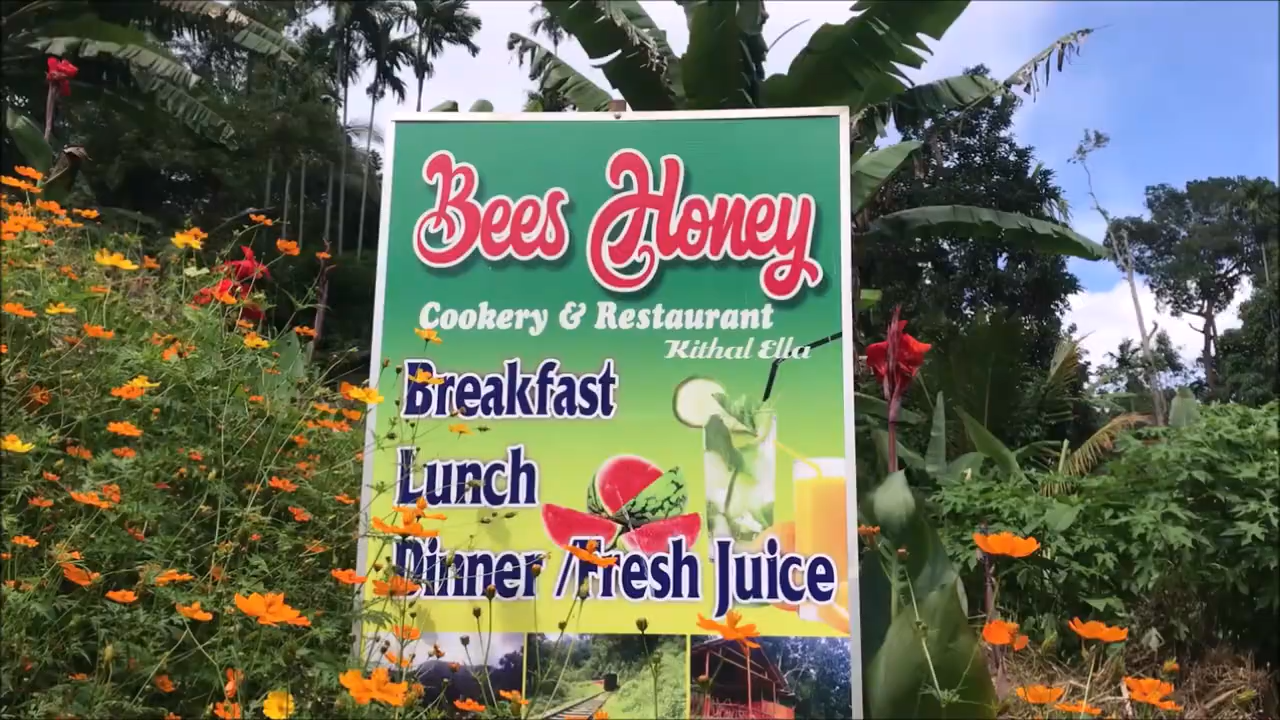 Bees Honey
Cookery & Restaurant
Kithal Ella
Breakfast
Lunch
Dinner /Fresh Juice